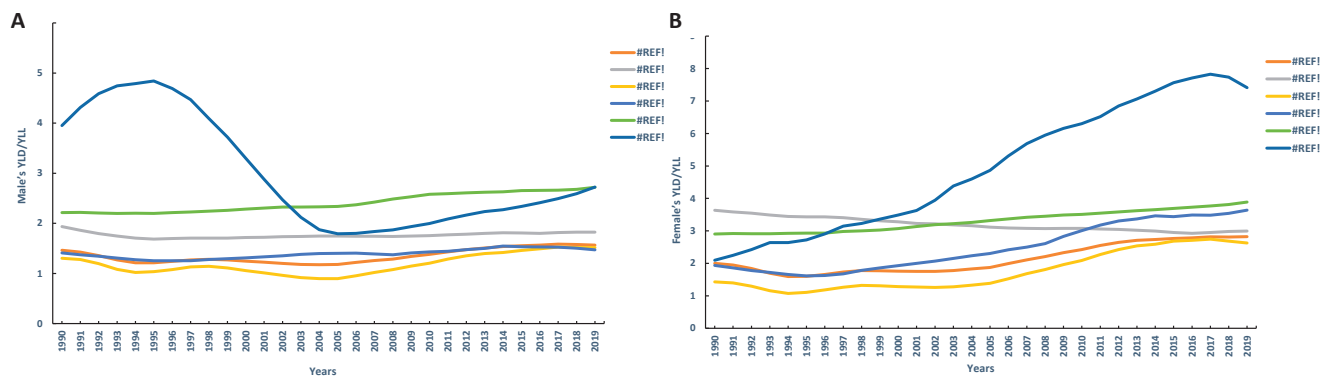 A
Male's YLD/YLL
5
4
3
2
1
0
1990 1991 1992 1993 1994 1995 1996 1997 1998 1999 2000 2001 2002 2003 2004 2005 2006 2007 2008 2009 2010 2011 2012 2013 2014 2015 2016 2017 2018 2019
Years
#REF!
#REF!
#REF!
#REF!
#REF!
#REF!
B
Female's YLD/YLL
8
7
6
5
4
3
2
1
0
1990 1991 1992 1993 1994 1995 1996 1997 1998 1999 2000 2001 2002 2003 2004 2005 2006 2007 2008 2009 2010 2011 2012 2013 2014 2015 2016 2017 2018 2019
Years
#REF!
#REF!
#REF!
#REF!
#REF!
#REF!